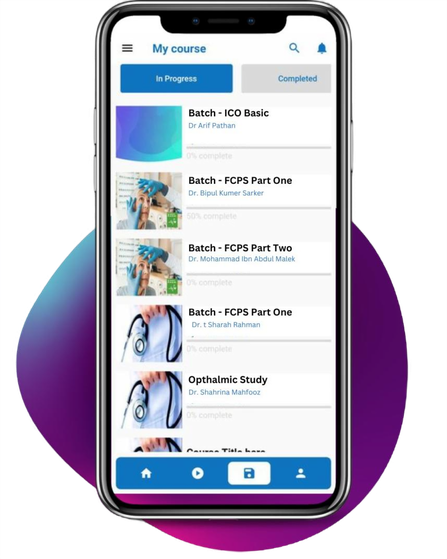 My course
In Progress
Completed
Batch - ICO Basic
Dr Arif Pathan
0% complete
Batch - FCPS Part One
Dr. Bipul Kumer Sarker
50% complete
Batch - FCPS Part Two
Dr. Mohammad Ibn Abdul Malek
0% complete
Batch - FCPS Part One
Dr. t Sharah Rahman
0% complete
Opthalmic Study
Dr. Shahrina Mahfooz
0% complete
Course Title here